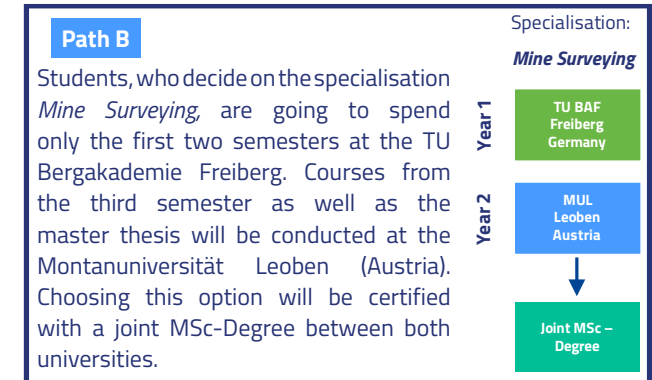 Path B
Students, who decide on the specialisation
Mine Surveying, are going to spend
only the first two semesters at the TU
Bergakademie Freiberg. Courses from
the third semester as well as the
master thesis will be conducted at the
Montanuniversität Leoben (Austria).
Choosing this option will be certified
with a joint MSc-Degree between both
universities.
Specialisation:
Mine Surveying
Year 1
TU BAF
Freiberg
Germany
Year 2
MUL
Leoben
Austria
Joint MSc –
Degree